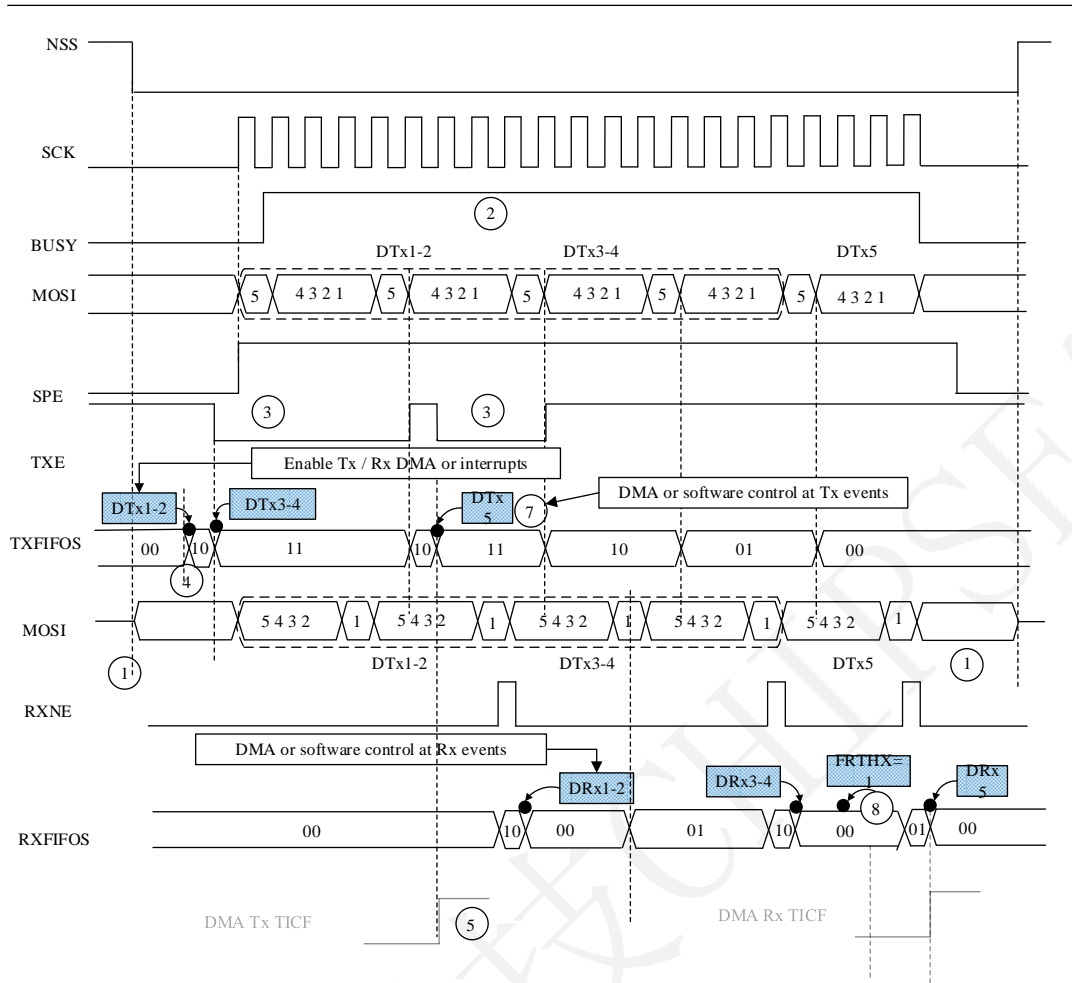 NSS
SCK
BUSY
2
DTx1-2 DTx3-4 DTx5
MOSI
5 4 3 2 1 5 4 3 2 1 5 4 3 2 1 5 4 3 2 1 5 4 3 2 1
SPE
3 3
TXE
Enable Tx / Rx DMA or interrupts
DMA or software control at Tx events
DTx1-2 DTx3-4 DTx
5
7
TXFIFOS
00 10 11 10 11 10 01 00
4
MOSI
5 4 3 2 1 5 4 3 2 1 5 4 3 2 1 5 4 3 2 1 5 4 3 2 1
1 DTx1-2 DTx3-4 DTx5 1
RXNE
DMA or software control at Rx events
DRx1-2 DRx3-4 FRTHX=
1
DRx
5
8
RXFIFOS
00 10 00 01 10 00 01 00
DMA Tx TICF 5 DMA Rx TICF
技CHIPS